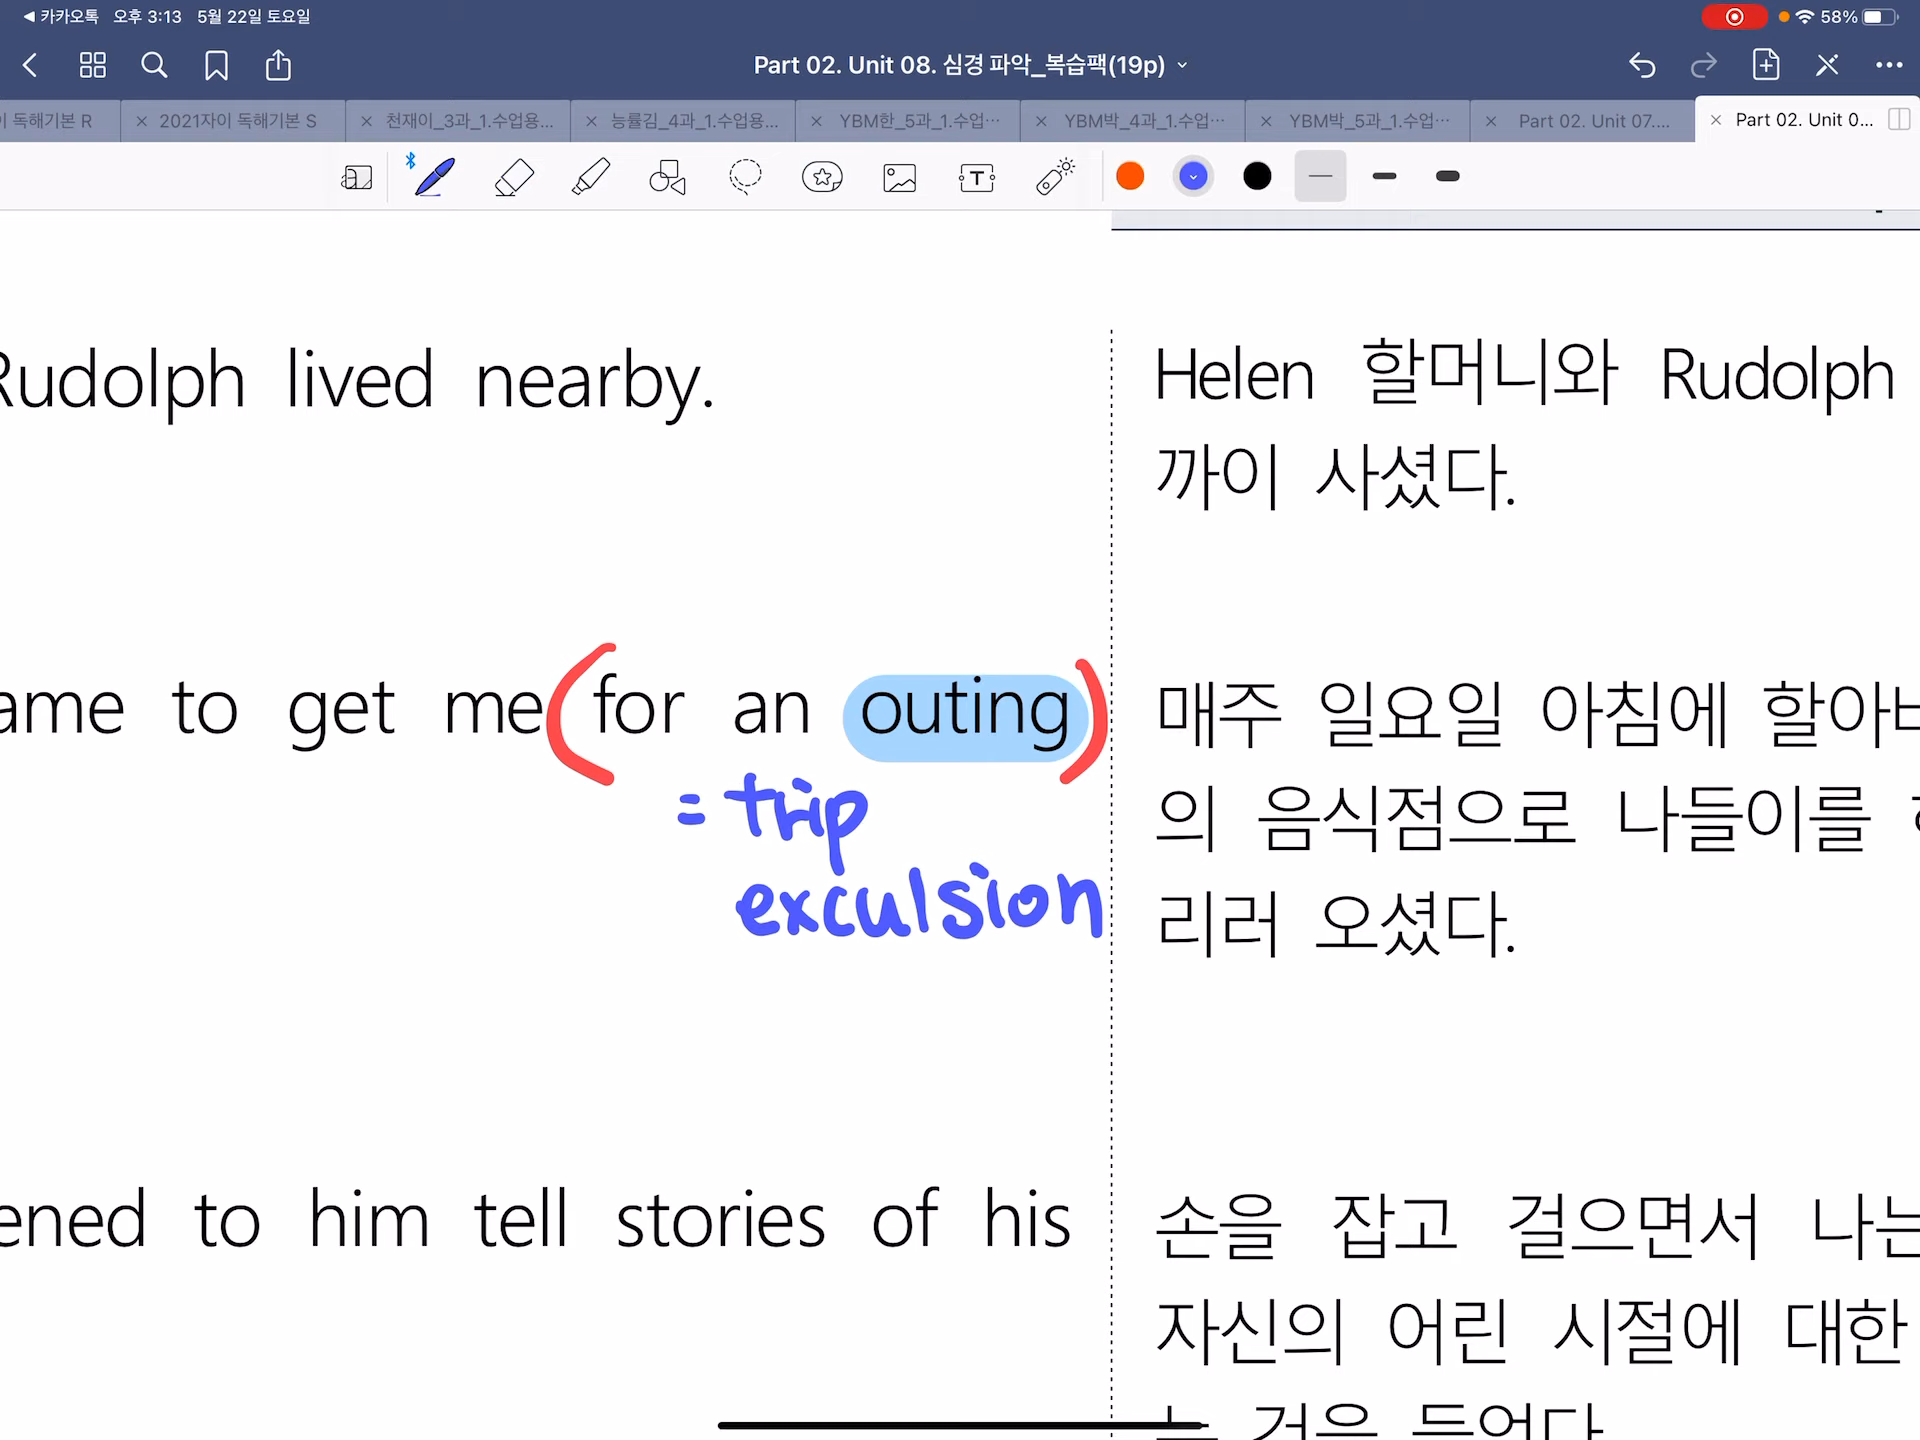 ◀ 카카오톡 오후 3:13 5월 22일 토요일
58%
Part 02. Unit 08. 심경 파악_복습팩(19p)
이 독해기본 R
2021자이 독해기본 S
천재이_3과_1.수업용...
능률김_4과_1.수업용...
YBM한_5과_1.수업...
YBM박_4과_1.수업...
YBM박_5과_1.수업...
Part 02. Unit 07....
Part 02. Unit 0...
Rudolph lived nearby.
Helen 할머니와 Rudolph
까이 사셨다.
ame to get me (for an outing)
= trip
exculsion
매주 일요일 아침에 할아버
의 음식점으로 나들이를
리러 오셨다.
ened to him tell stories of his
손을 잡고 걸으면서 나는
자신의 어린 시절에 대한
는 것을 들었다.